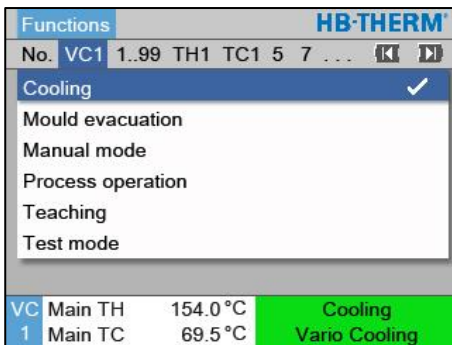 Functions HB-THERM®
No. VC1 1..99 TH1 TC1 5 7 ...
Cooling
Mould evacuation
Manual mode
Process operation
Teaching
Test mode
VC Main TH 154.0 °C Cooling
1 Main TC 69.5 °C Vario Cooling